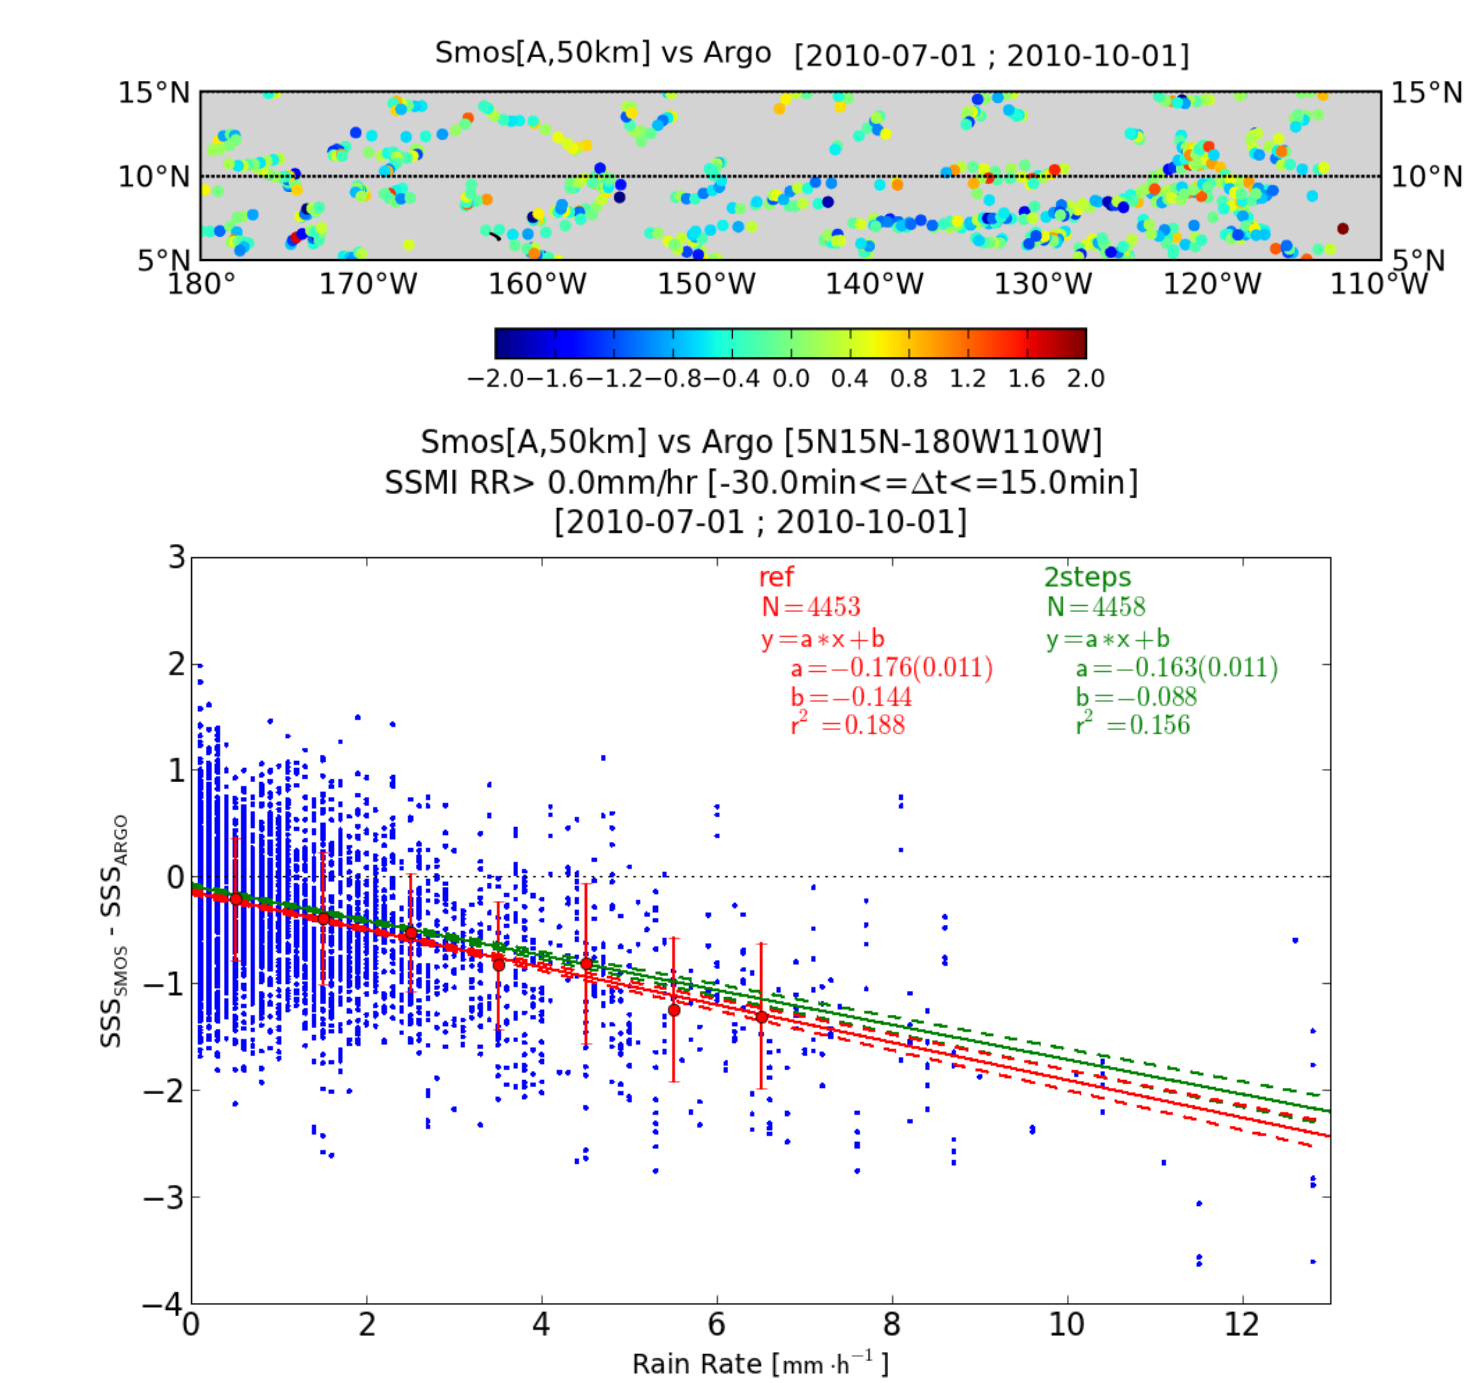 Smos[A,50km] vs Argo [2010-07-01 ; 2010-10-01]
15°N 15°N
10°N 10°N
5°N 5°N
180° 170°W 160°W 150°W 140°W 130°W 120°W 110°W
−2.0 −1.6 −1.2 −0.8 −0.4 0.0 0.4 0.8 1.2 1.6 2.0
Smos[A,50km] vs Argo [5N15N-180W110W]
SSMI RR> 0.0mm/hr [-30.0min<=Δt<=15.0min]
[2010-07-01 ; 2010-10-01]
ref
N=4453
y=a∗x+b
a=−0.176(0.011)
b=−0.144
r² =0.188
2steps
N=4458
y=a∗x+b
a=−0.163(0.011)
b=−0.088
r² =0.156
3
2
1
0
−1
−2
−3
−4
SSS_SMOS - SSS_ARGO
0 2 4 6 8 10 12
Rain Rate [mm·h⁻¹]